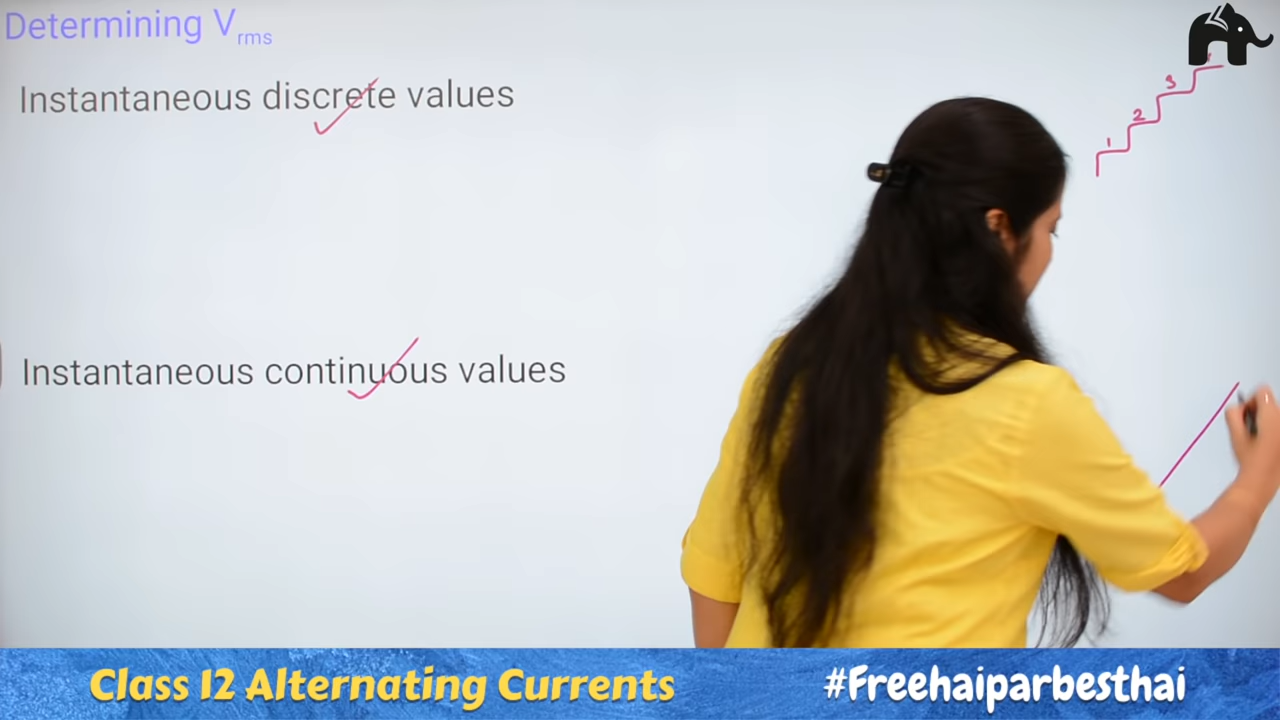 Determining Vrms
Instantaneous discrete values
1
2
3
Instantaneous continuous values
Class 12 Alternating Currents
#Freehaiparbesthai